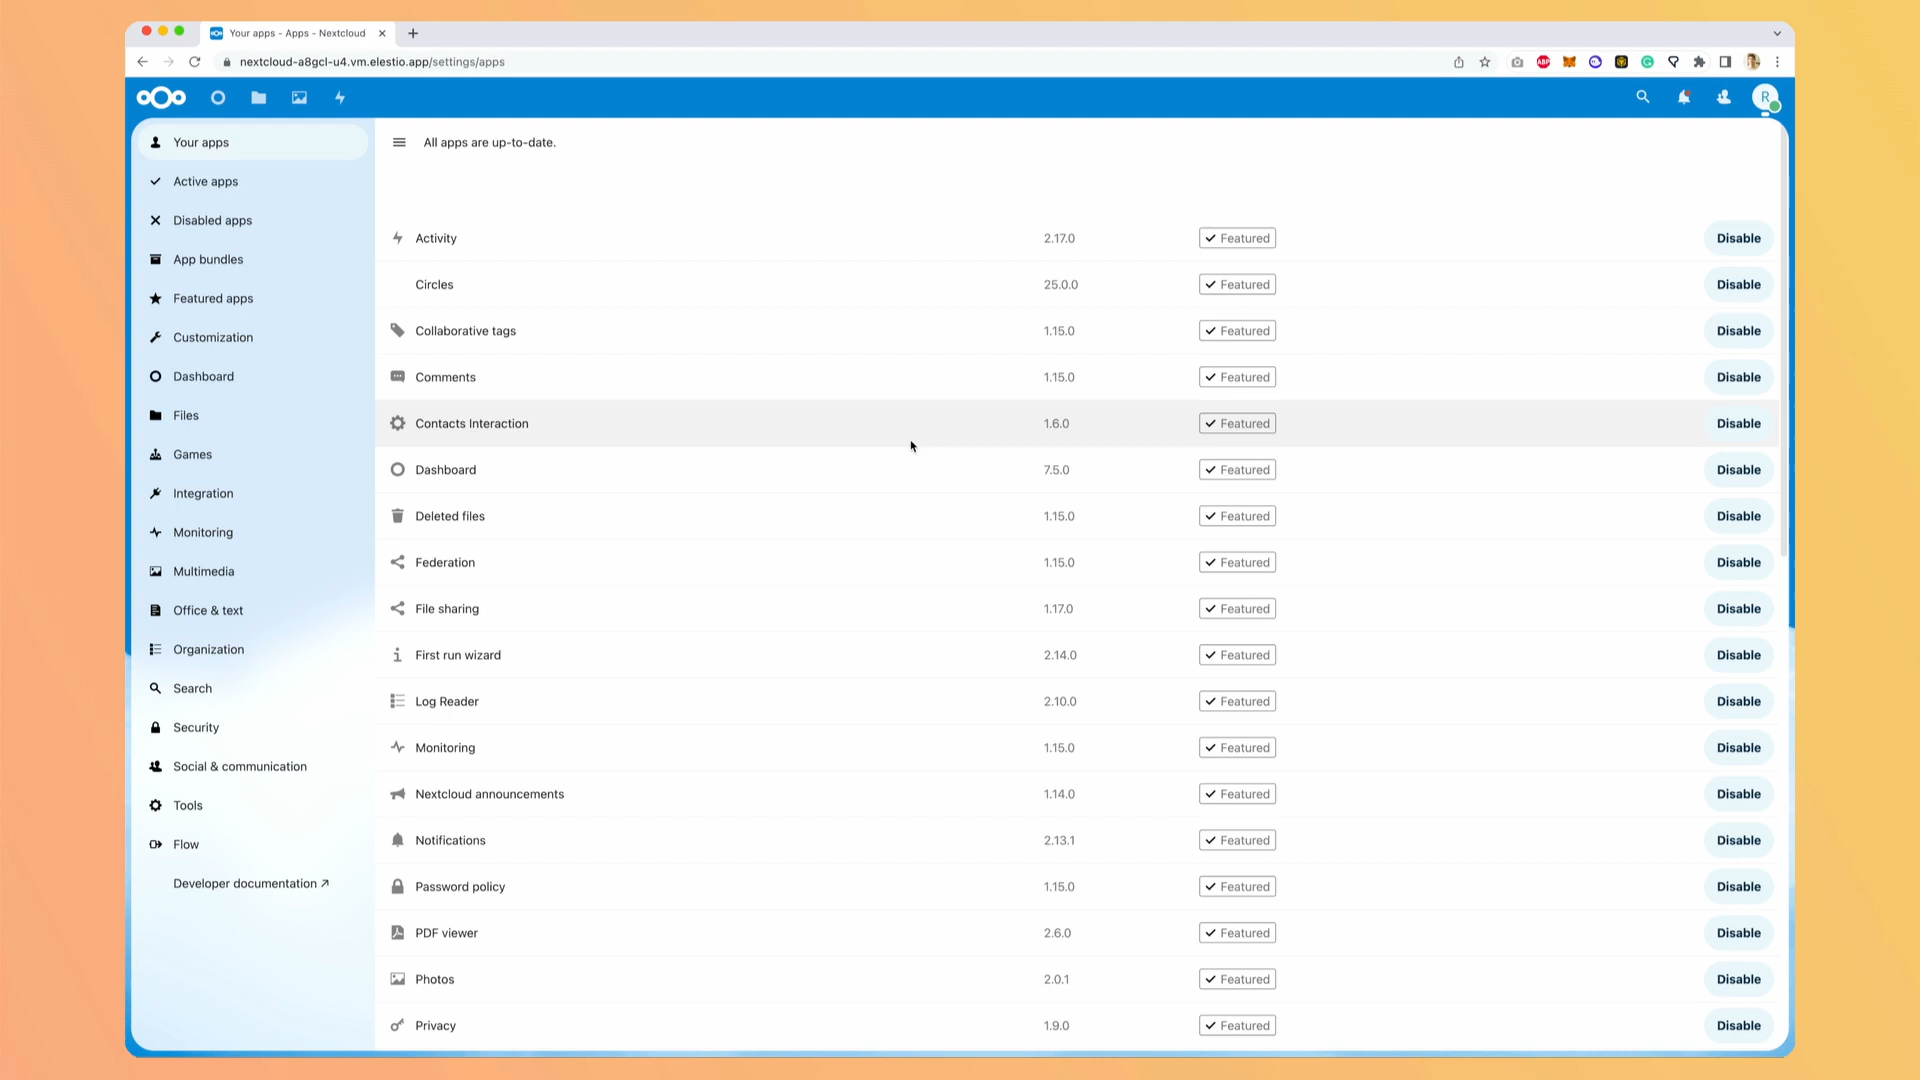 Your apps - Apps - Nextcloud
nextcloud-a8gcl-u4.vm.elestio.app/settings/apps
ABP
R
Your apps
Active apps
Disabled apps
App bundles
Featured apps
Customization
Dashboard
Files
Games
Integration
Monitoring
Multimedia
Office & text
Organization
Search
Security
Social & communication
Tools
Flow
Developer documentation ↗
All apps are up-to-date.
Activity 2.17.0 Featured Disable
Circles 25.0.0 Featured Disable
Collaborative tags 1.15.0 Featured Disable
Comments 1.15.0 Featured Disable
Contacts Interaction 1.6.0 Featured Disable
Dashboard 7.5.0 Featured Disable
Deleted files 1.15.0 Featured Disable
Federation 1.15.0 Featured Disable
File sharing 1.17.0 Featured Disable
First run wizard 2.14.0 Featured Disable
Log Reader 2.10.0 Featured Disable
Monitoring 1.15.0 Featured Disable
Nextcloud announcements 1.14.0 Featured Disable
Notifications 2.13.1 Featured Disable
Password policy 1.15.0 Featured Disable
PDF viewer 2.6.0 Featured Disable
Photos 2.0.1 Featured Disable
Privacy 1.9.0 Featured Disable